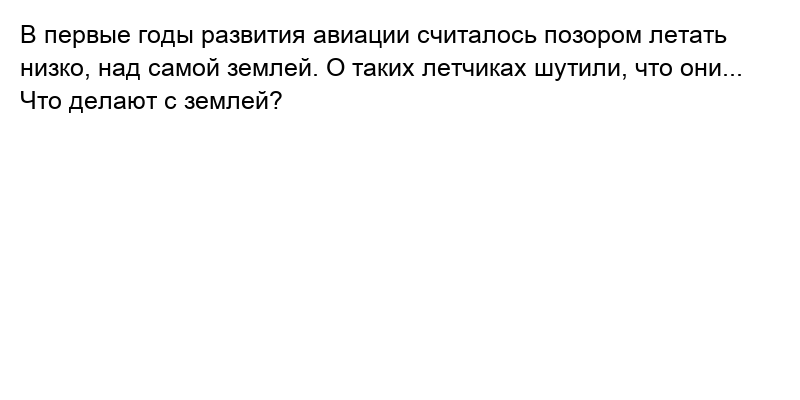 В первые годы развития авиации считалось позором летать
низко, над самой землей. О таких летчиках шутили, что они...
Что делают с землей?